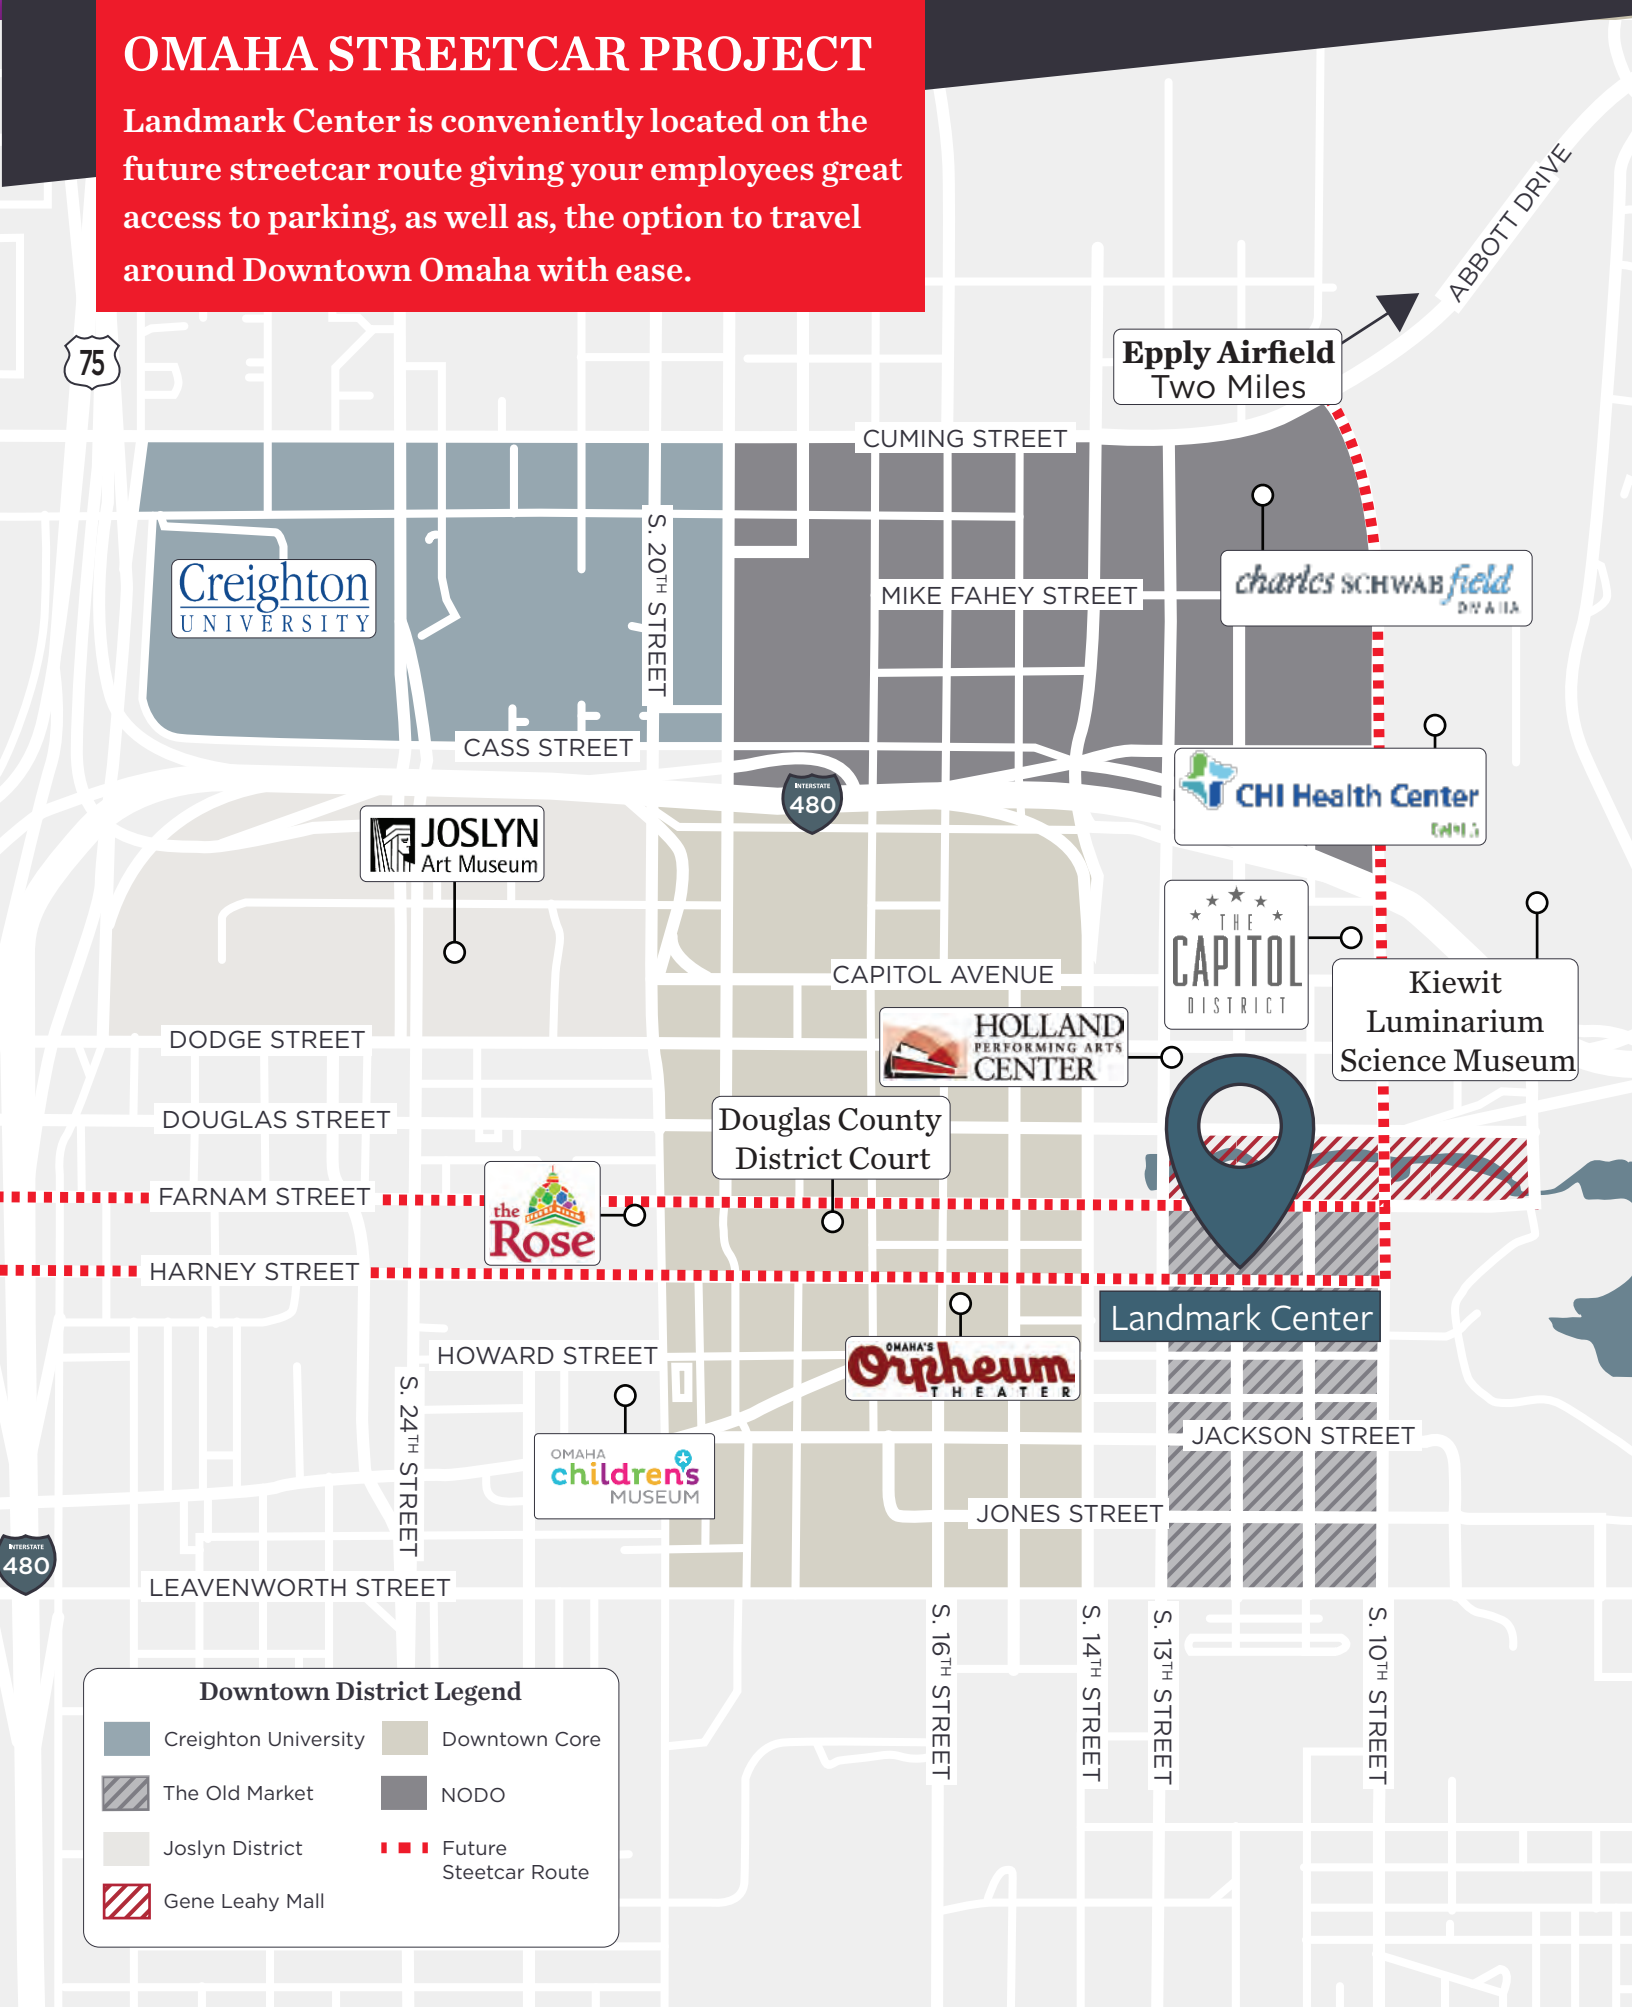 OMAHA STREETCAR PROJECT
Landmark Center is conveniently located on the
future streetcar route giving your employees great
access to parking, as well as, the option to travel
around Downtown Omaha with ease.
ABBOTT DRIVE
75
Epply Airfield
Two Miles
CUMING STREET
S. 20TH STREET
Creighton
UNIVERSITY
MIKE FAHEY STREET
charles SCHWAB field
OMAHA
CASS STREET
INTERSTATE
480
CHI Health Center
JOSLYN
Art Museum
THE
CAPITOL
DISTRICT
CAPITOL AVENUE
Kiewit
Luminarium
Science Museum
HOLLAND
PERFORMING ARTS
CENTER
DODGE STREET
DOUGLAS STREET
Douglas County
District Court
FARNAM STREET
the
Rose
HARNEY STREET
Landmark Center
HOWARD STREET
OMAHA'S
Orpheum
THEATER
S. 24TH STREET
JACKSON STREET
OMAHA
children's
MUSEUM
JONES STREET
INTERSTATE
480
LEAVENWORTH STREET
S. 16TH STREET
S. 14TH STREET
S. 13TH STREET
S. 10TH STREET
Downtown District Legend
Creighton University
Downtown Core
The Old Market
NODO
Joslyn District
Future
Steetcar Route
Gene Leahy Mall